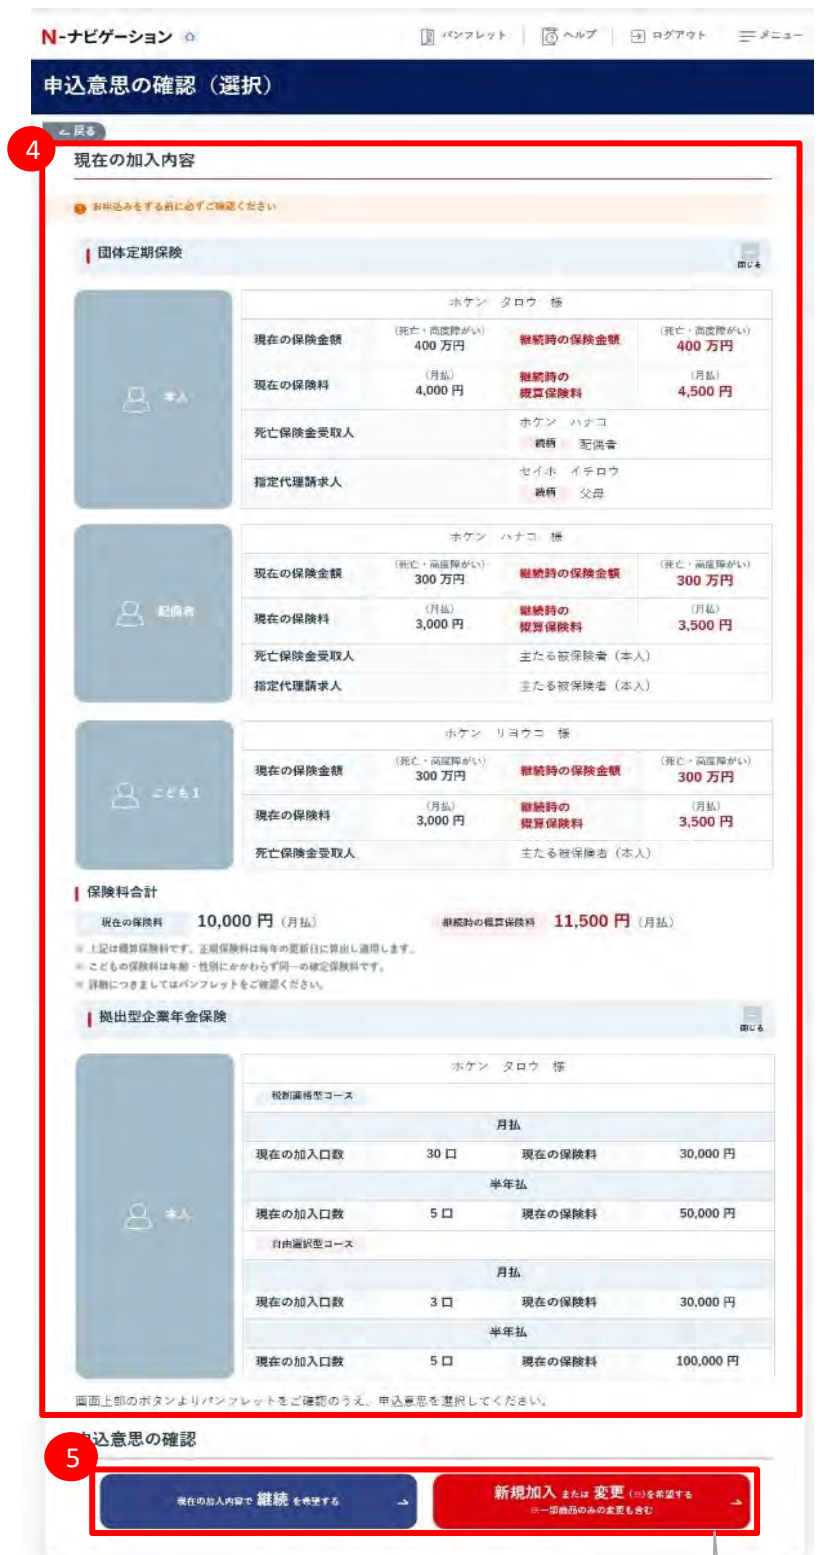 N-ナビゲーション
パンフレット
ヘルプ
ログアウト
メニュー
申込意思の確認（選択）
戻る
4
現在の加入内容
お申込みをする前に必ずご確認ください
団体定期保険
閉じる
本人
ホケン タロウ 様
現在の保険金額 （死亡・高度障がい） 400 万円 継続時の保険金額 （死亡・高度障がい） 400 万円
現在の保険料 （月払） 4,000 円 継続時の概算保険料 （月払） 4,500 円
死亡保険金受取人 ホケン ハナコ
続柄 配偶者
指定代理請求人 セイホ イチロウ
続柄 父母
配偶者
ホケン ハナコ 様
現在の保険金額 （死亡・高度障がい） 300 万円 継続時の保険金額 （死亡・高度障がい） 300 万円
現在の保険料 （月払） 3,000 円 継続時の概算保険料 （月払） 3,500 円
死亡保険金受取人 主たる被保険者（本人）
指定代理請求人 主たる被保険者（本人）
こども1
ホケン リヨウコ 様
現在の保険金額 （死亡・高度障がい） 300 万円 継続時の保険金額 （死亡・高度障がい） 300 万円
現在の保険料 （月払） 3,000 円 継続時の概算保険料 （月払） 3,500 円
死亡保険金受取人 主たる被保険者（本人）
保険料合計
現在の保険料 10,000 円（月払） 継続時の概算保険料 11,500 円（月払）
※ 上記は概算保険料です。正規保険料は毎年の更新日に算出し適用します。
※ こどもの保険料は年齢・性別にかかわらず同一の確定保険料です。
※ 詳細につきましてはパンフレットをご確認ください。
拠出型企業年金保険
閉じる
本人
ホケン タロウ 様
税制適格型コース
月払
現在の加入口数 30 口 現在の保険料 30,000 円
半年払
現在の加入口数 5 口 現在の保険料 50,000 円
自由選択型コース
月払
現在の加入口数 3 口 現在の保険料 30,000 円
半年払
現在の加入口数 5 口 現在の保険料 100,000 円
画面上部のボタンよりパンフレットをご確認のうえ、申込意思を選択してください。
5
込意思の確認
現在の加入内容で 継続 を希望する
新規加入 または 変更（※）を希望する
※一部商品のみの変更も含む